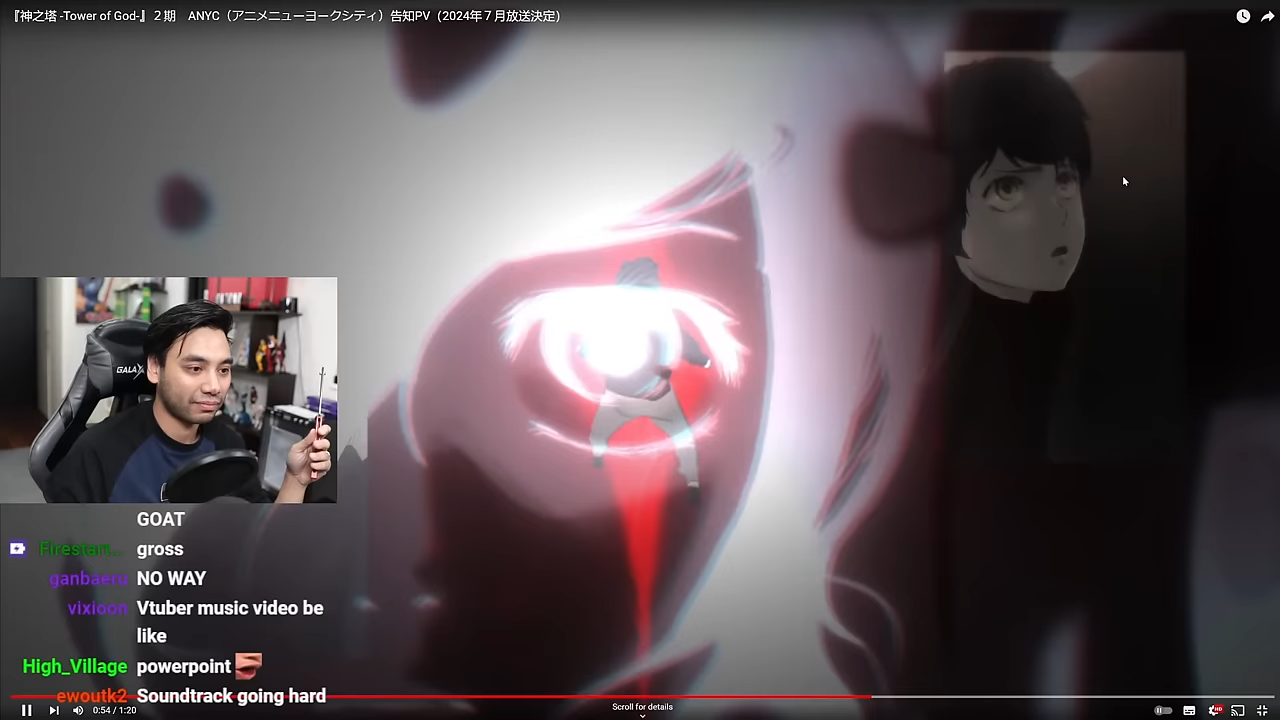 『神之塔 -Tower of God-』２期　ANYC（アニメニューヨークシティ）告知PV（2024年７月放送決定）
GALAX
GOAT
Firestart... gross
ganbaeru NO WAY
vixioon Vtuber music video be
like
High_Village powerpoint
ewoutk2 Soundtrack going hard
0:54 / 1:20
Scroll for details
HD